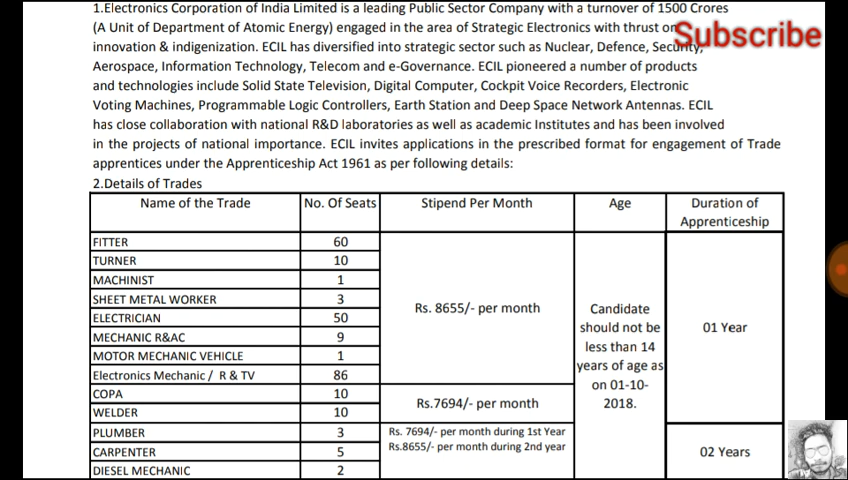 1.Electronics Corporation of India Limited is a leading Public Sector Company with a turnover of 1500 Crores
(A Unit of Department of Atomic Energy) engaged in the area of Strategic Electronics with thrust on
innovation & indigenization. ECIL has diversified into strategic sector such as Nuclear, Defence, Security,
Subscribe
Aerospace, Information Technology, Telecom and e-Governance. ECIL pioneered a number of products
and technologies include Solid State Television, Digital Computer, Cockpit Voice Recorders, Electronic
Voting Machines, Programmable Logic Controllers, Earth Station and Deep Space Network Antennas. ECIL
has close collaboration with national R&D laboratories as well as academic Institutes and has been involved
in the projects of national importance. ECIL invites applications in the prescribed format for engagement of Trade
apprentices under the Apprenticeship Act 1961 as per following details:
2.Details of Trades
Name of the Trade No. Of Seats Stipend Per Month Age Duration of
Apprenticeship
FITTER 60
TURNER 10
MACHINIST 1
SHEET METAL WORKER 3
ELECTRICIAN 50
MECHANIC R&AC 9
MOTOR MECHANIC VEHICLE 1
Electronics Mechanic / R & TV 86
Rs. 8655/- per month
COPA 10
WELDER 10
Rs.7694/- per month
Candidate
should not be
less than 14
years of age as
on 01-10-
2018.
01 Year
PLUMBER 3
CARPENTER 5
DIESEL MECHANIC 2
Rs. 7694/- per month during 1st Year
Rs.8655/- per month during 2nd year
02 Years